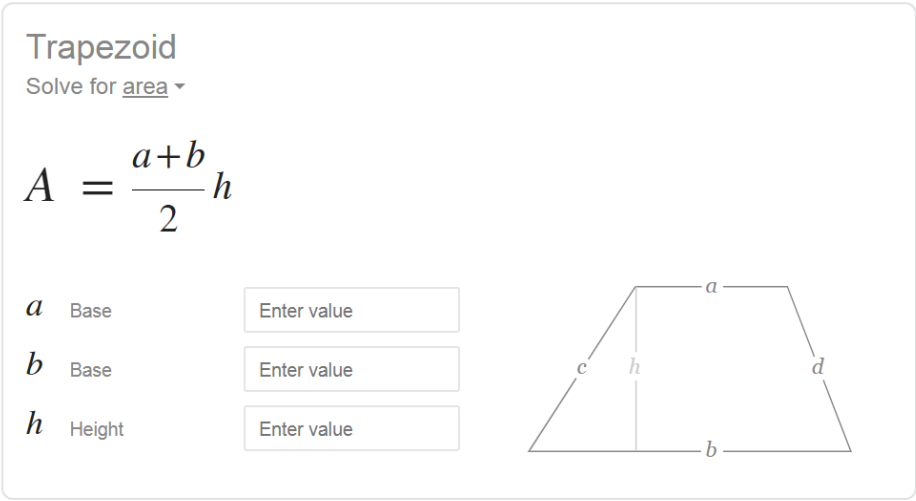 Trapezoid
Solve for area
A = a+b
2 h
a Base Enter value
b Base Enter value
h Height Enter value
a
c h d
b